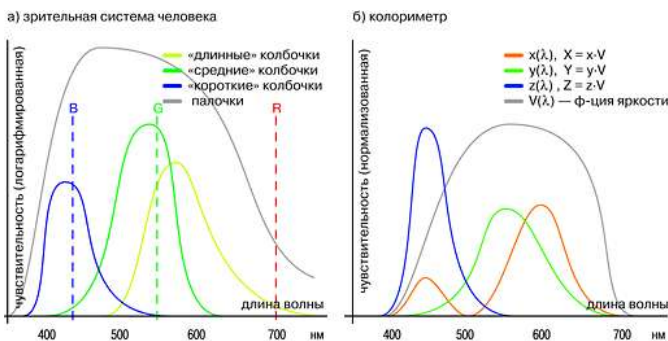 а) зрительная система человека
чувствительность (логарифмированная)
«длинные» колбочки
«средние» колбочки
«короткие» колбочки
палочки
B
G
R
длина волны
400
500
600
700
нм
б) колориметр
чувствительность (нормализованная)
x(λ), X = x·V
y(λ), Y = y·V
z(λ) , Z = z·V
V(λ) — ф-ция яркости
длина волны
400
500
600
700
нм